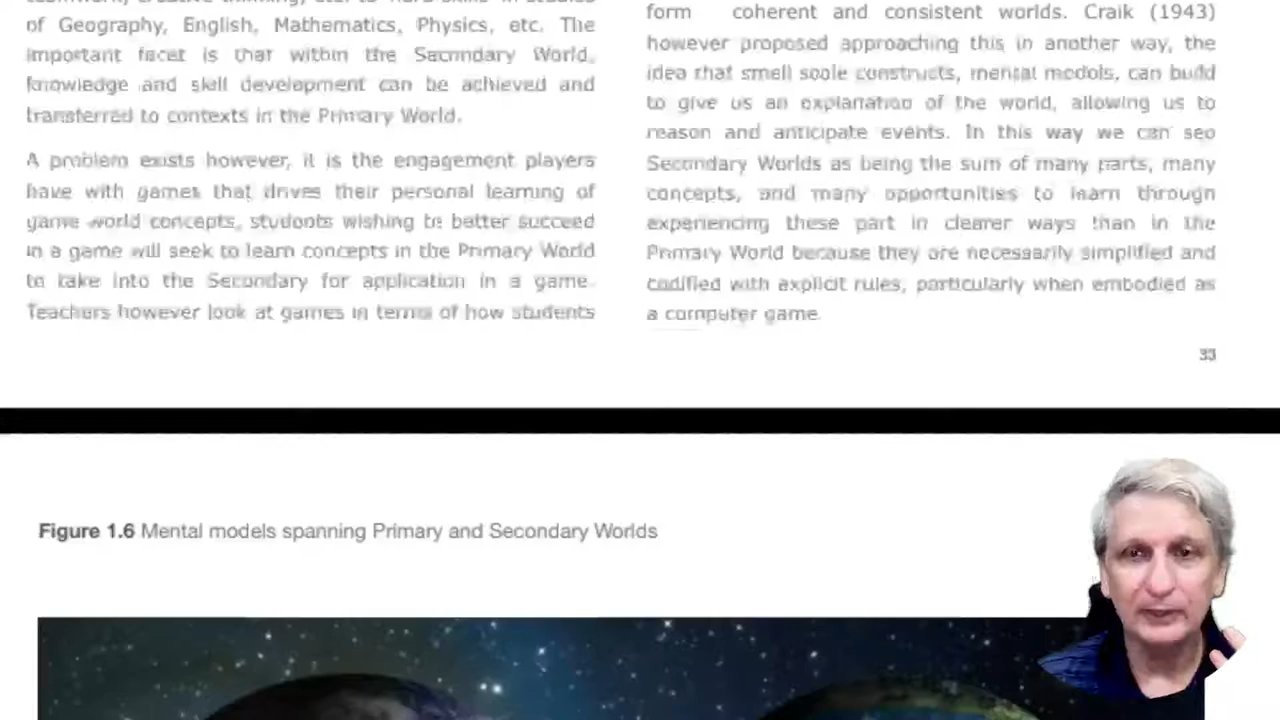 of Geography, English, Mathematics, Physics, etc. The
important facet is that within the Secondary World,
knowledge and skill development can be achieved and
transferred to contexts in the Primary World.
A problem exists however, it is the engagement players
have with games that drives their personal learning of
game world concepts, students wishing to better succeed
in a game will seek to learn concepts in the Primary World
to take into the Secondary for application in a game.
Teachers however look at games in terms of how students
form coherent and consistent worlds. Craik (1943)
however proposed approaching this in another way, the
idea that small scale constructs, mental models, can build
to give us an explanation of the world, allowing us to
reason and anticipate events. In this way we can see
Secondary Worlds as being the sum of many parts, many
concepts, and many opportunities to learn through
experiencing these part in clearer ways than in the
Primary World because they are necessarily simplified and
codified with explicit rules, particularly when embodied as
a computer game.
33
Figure 1.6 Mental models spanning Primary and Secondary Worlds